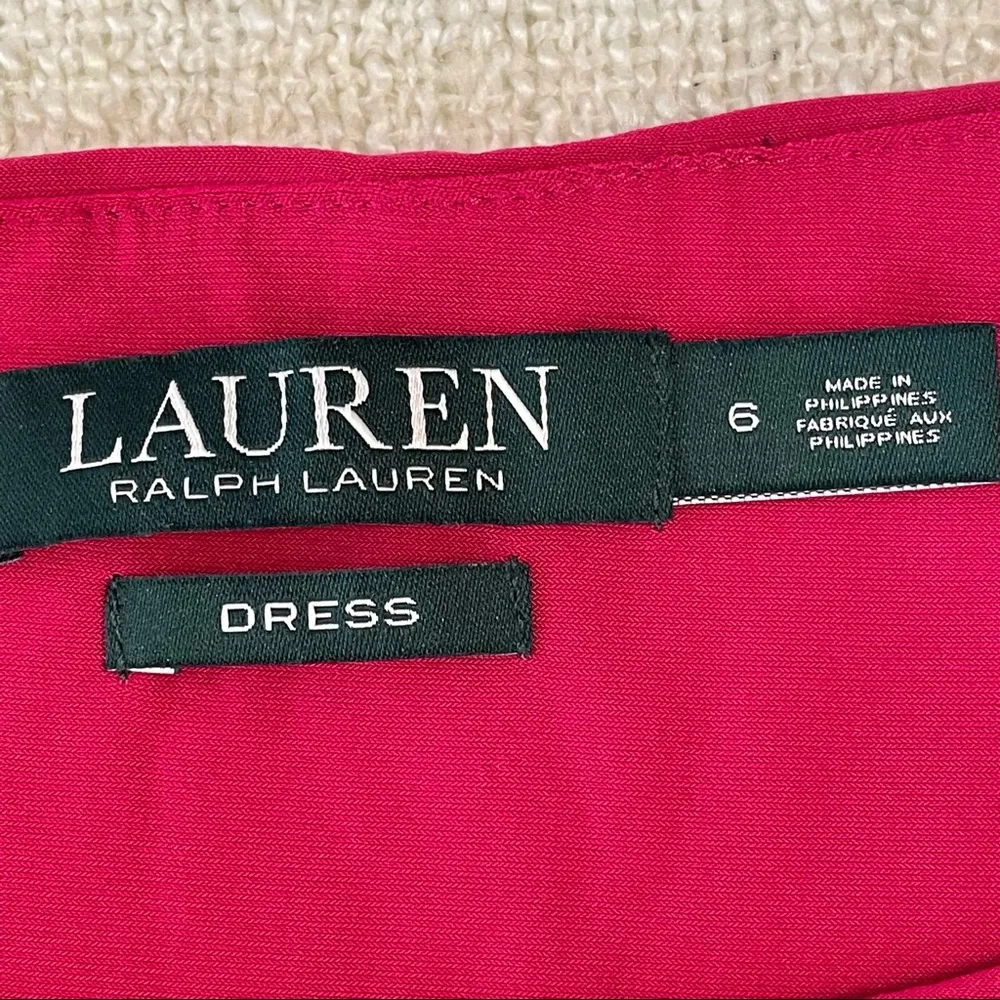 LAUREN
RALPH LAUREN
6
MADE IN
PHILIPPINES
FABRIQUÉ AUX
PHILIPPINES
DRESS